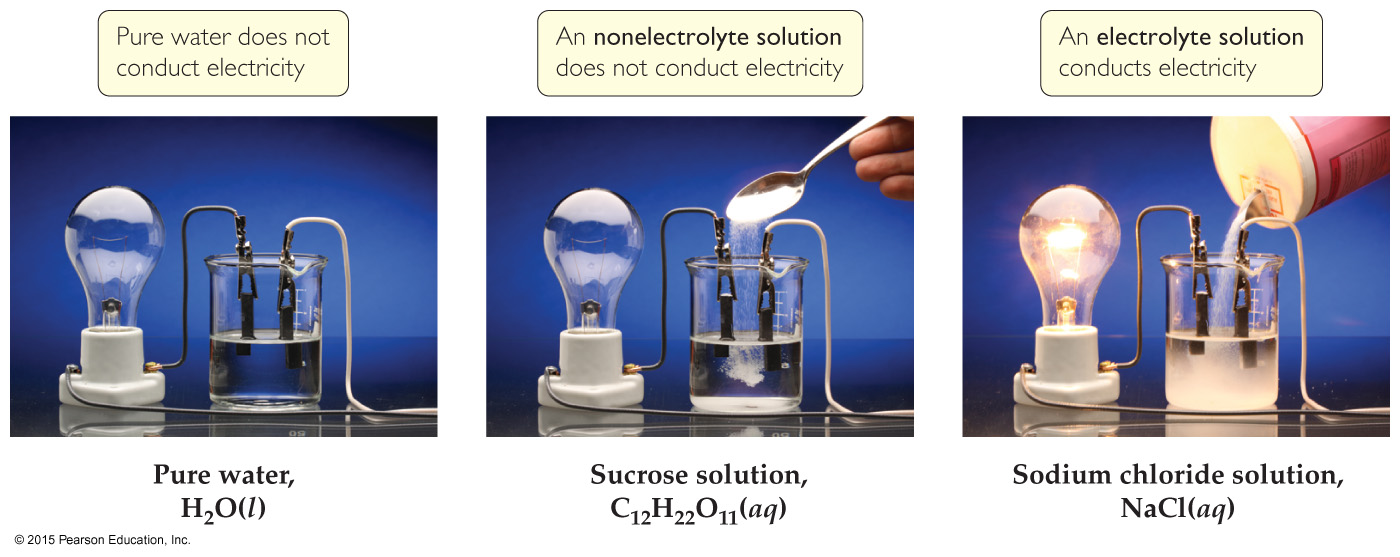 Pure water does not
conduct electricity
An nonelectrolyte solution
does not conduct electricity
An electrolyte solution
conducts electricity
Pure water,
H₂O(l)
Sucrose solution,
C₁₂H₂₂O₁₁(aq)
Sodium chloride solution,
NaCl(aq)
© 2015 Pearson Education, Inc.